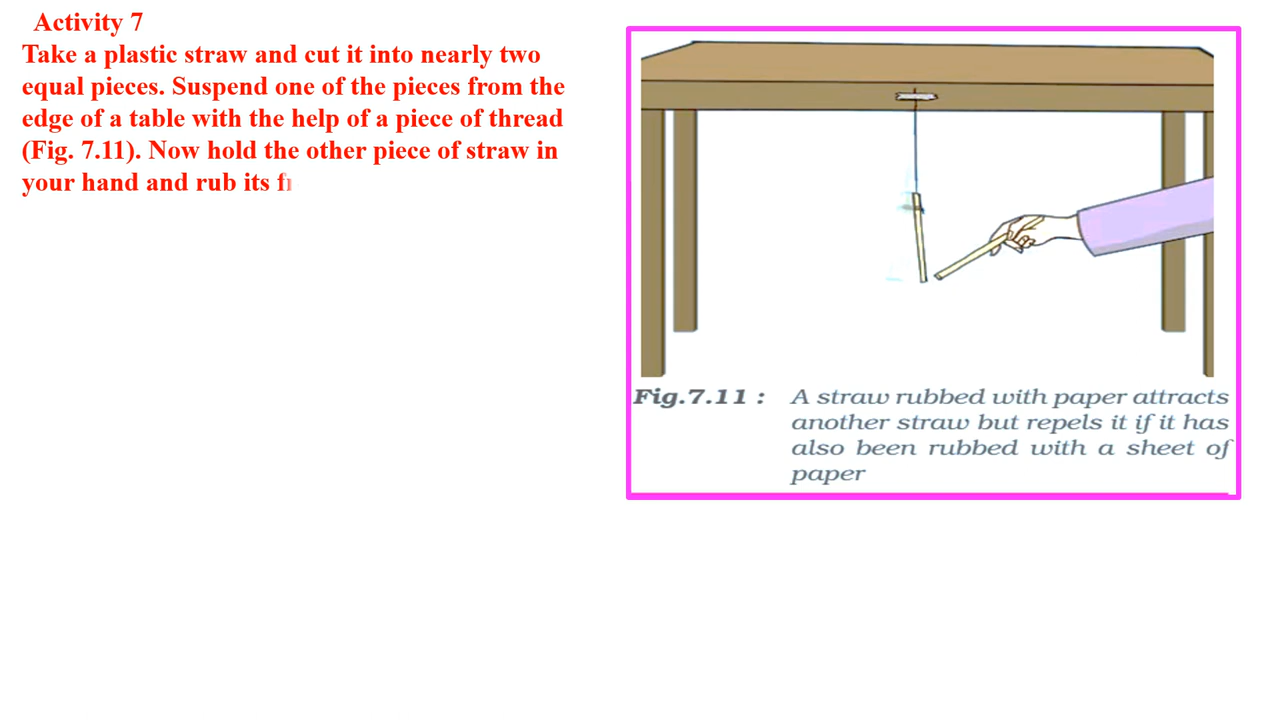 Activity 7
Take a plastic straw and cut it into nearly two
equal pieces. Suspend one of the pieces from the
edge of a table with the help of a piece of thread
(Fig. 7.11). Now hold the other piece of straw in
your hand and rub its
Fig.7.11 : A straw rubbed with paper attracts
another straw but repels it if it has
also been rubbed with a sheet of
paper